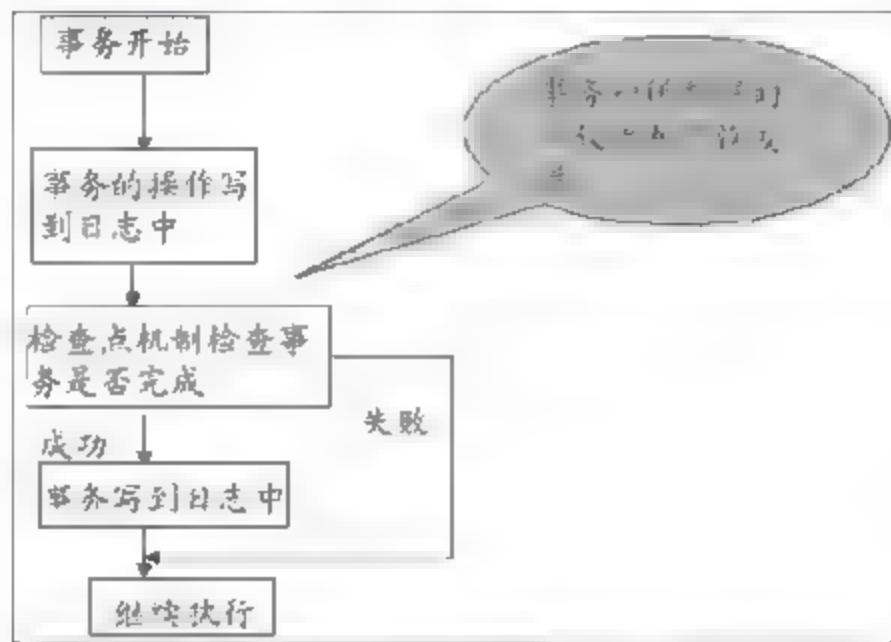 事务开始
事务的操作写
到日志中
检查点机制检查事
务是否完成
失败
成功
事务写到日志中
继续执行